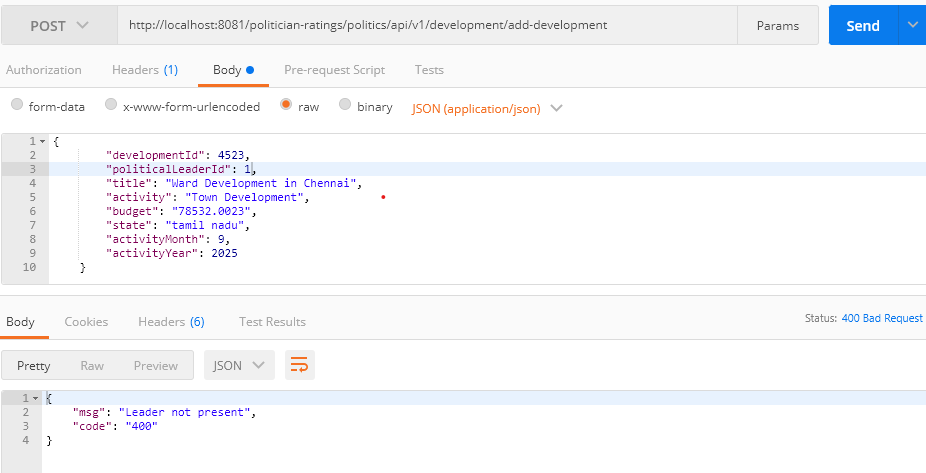 POST http://localhost:8081/politician-ratings/politics/api/v1/development/add-development Params Send
Authorization Headers (1) Body Pre-request Script Tests
form-data x-www-form-urlencoded raw binary JSON (application/json)
1 {
2 "developmentId": 4523,
3 "politicalLeaderId": 1,
4 "title": "Ward Development in Chennai",
5 "activity": "Town Development",
6 "budget": "78532.0023",
7 "state": "tamil nadu",
8 "activityMonth": 9,
9 "activityYear": 2025
10 }
Body Cookies Headers (6) Test Results Status: 400 Bad Request
Pretty Raw Preview JSON
1 {
2 "msg": "Leader not present",
3 "code": "400"
4 }